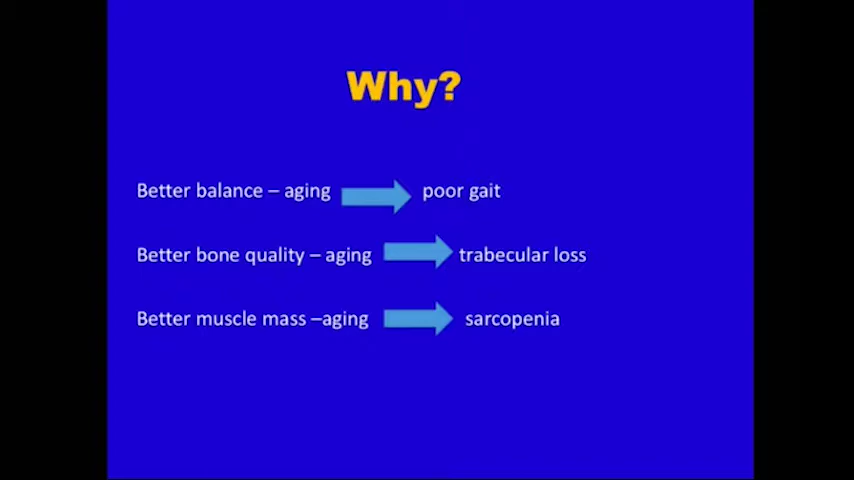 Why?
Better balance – aging poor gait
Better bone quality – aging trabecular loss
Better muscle mass –aging sarcopenia